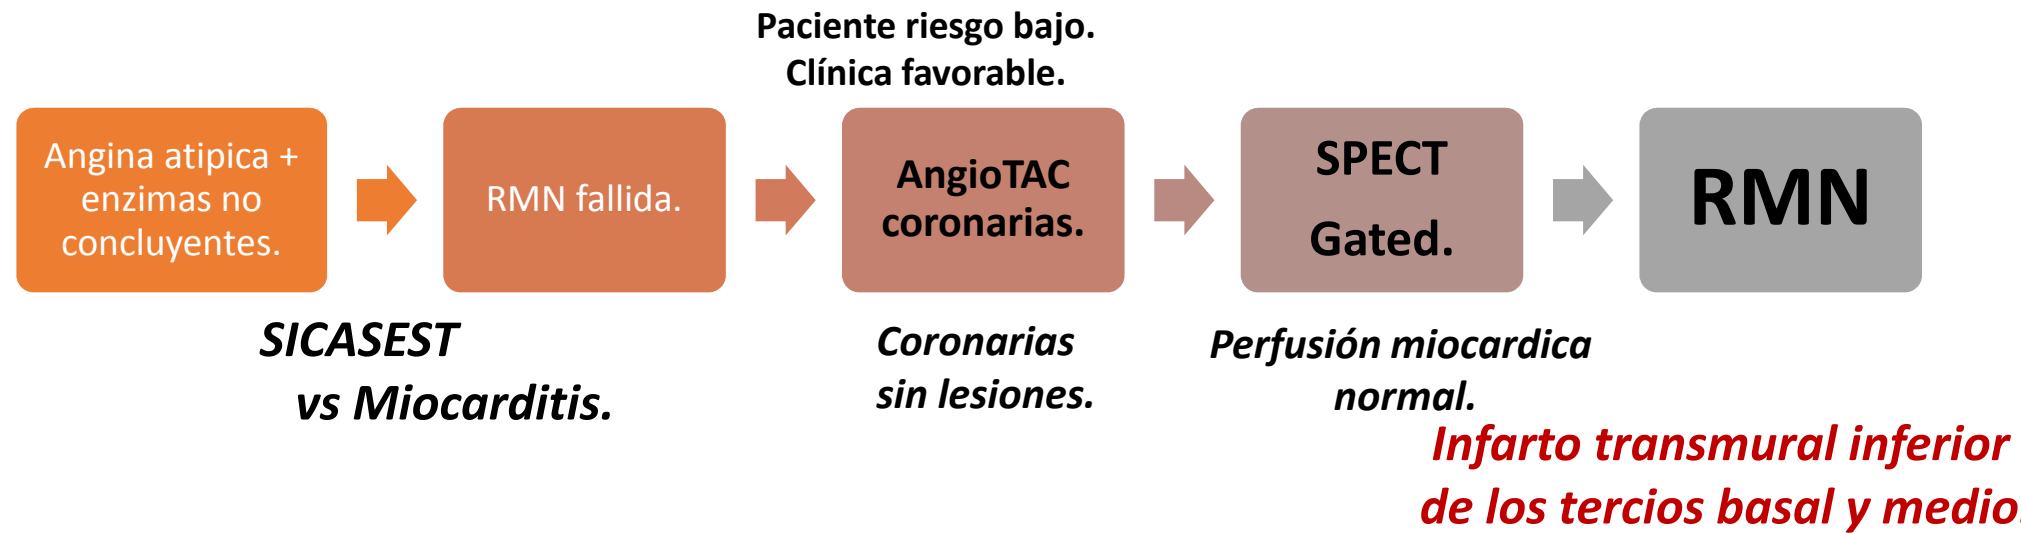 Paciente riesgo bajo.
Clínica favorable.
Angina atipica +
enzimas no
concluyentes.
RMN fallida.
AngioTAC
coronarias.
SPECT
Gated.
RMN
SICASEST
vs Miocarditis.
Coronarias
sin lesiones.
Perfusión miocardica
normal.
Infarto transmural inferior
de los tercios basal y medio.